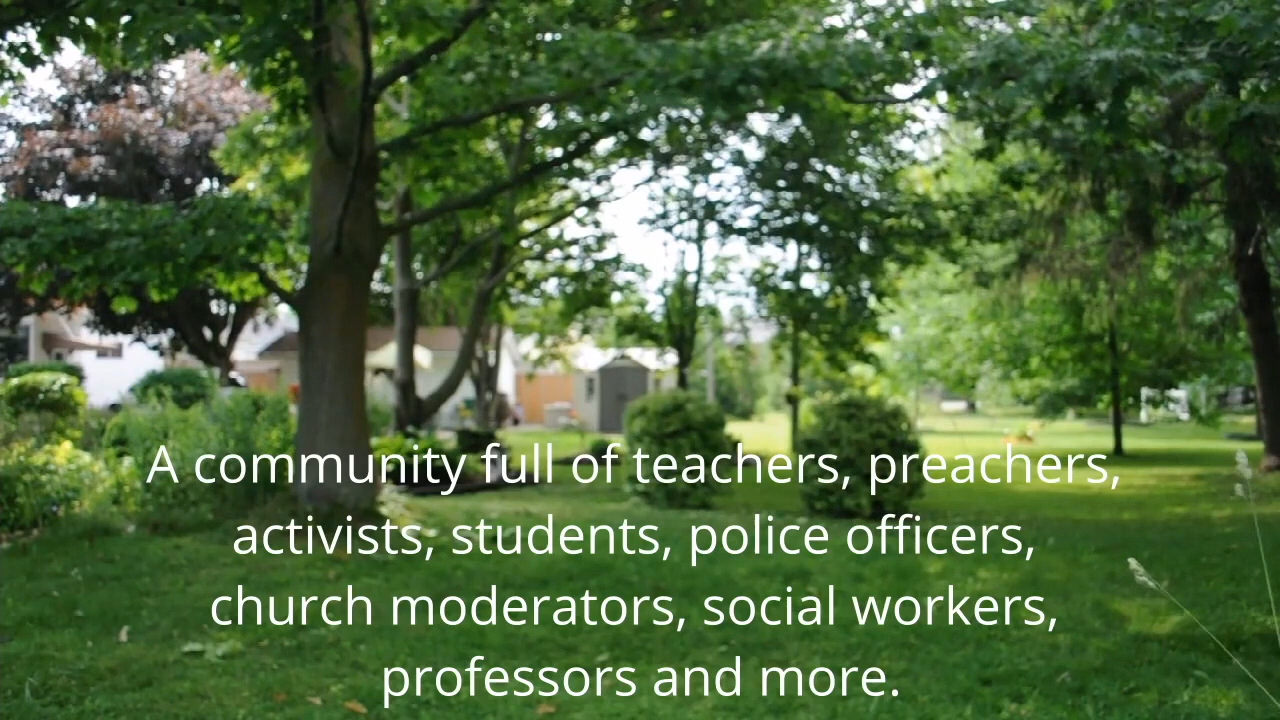 A community full of teachers, preachers,
activists, students, police officers,
church moderators, social workers,
professors and more.